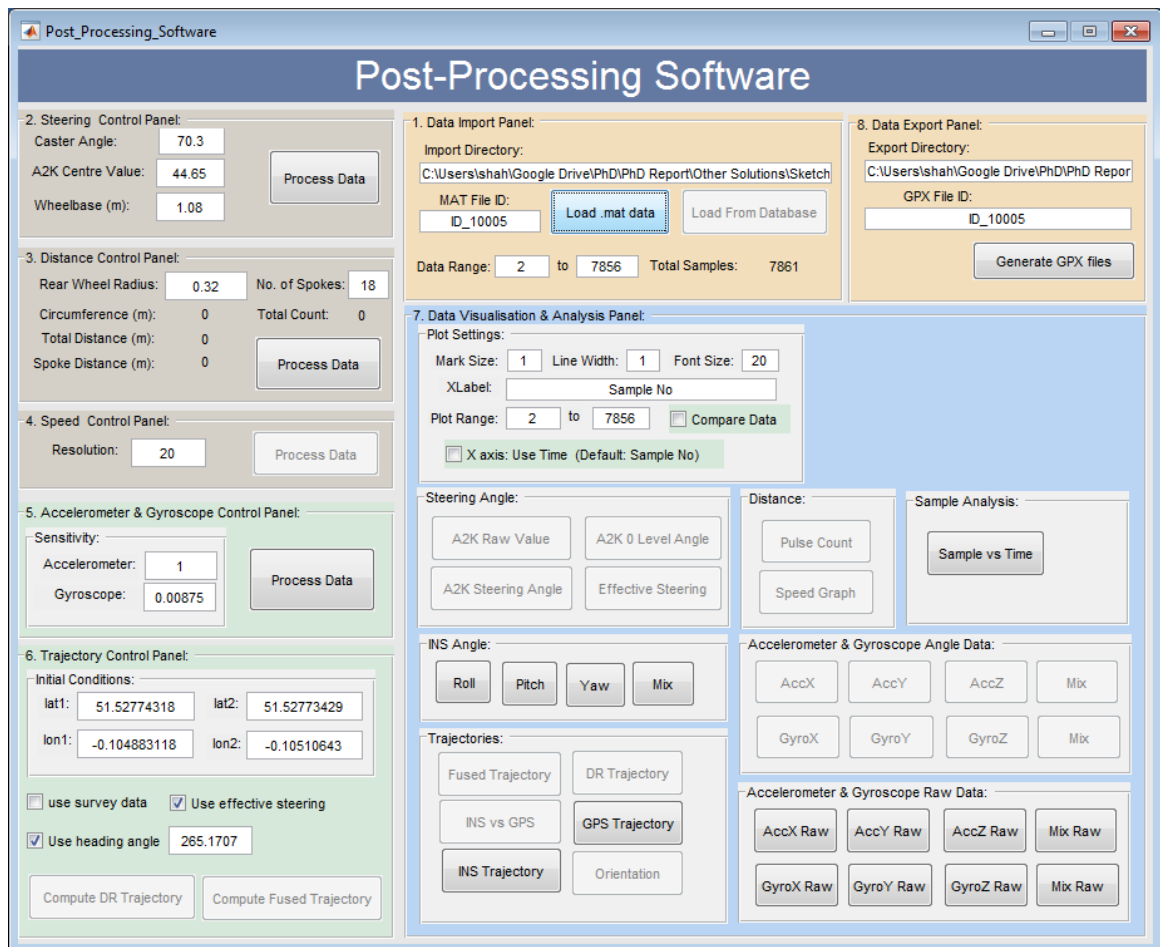 Post_Processing_Software
Post-Processing Software
2. Steering Control Panel:
Caster Angle: 70.3
A2K Centre Value: 44.65
Wheelbase (m): 1.08
Process Data
3. Distance Control Panel:
Rear Wheel Radius: 0.32 No. of Spokes: 18
Circumference (m): 0 Total Count: 0
Total Distance (m): 0
Spoke Distance (m): 0
Process Data
4. Speed Control Panel:
Resolution: 20 Process Data
5. Accelerometer & Gyroscope Control Panel:
Sensitivity:
Accelerometer: 1
Gyroscope: 0.00875
Process Data
6. Trajectory Control Panel:
Initial Conditions:
lat1: 51.52774318 lat2: 51.52773429
lon1: -0.104883118 lon2: -0.10510643
use survey data Use effective steering
Use heading angle 265.1707
Compute DR Trajectory Compute Fused Trajectory
1. Data Import Panel:
Import Directory:
C:\Users\shah\Google Drive\PhD\PhD Report\Other Solutions\Sketch
MAT File ID:
ID_10005
Load .mat data Load From Database
Data Range: 2 to 7856 Total Samples: 7861
8. Data Export Panel:
Export Directory:
C:\Users\shah\Google Drive\PhD\PhD Repor
GPX File ID:
ID_10005
Generate GPX files
7. Data Visualisation & Analysis Panel:
Plot Settings:
Mark Size: 1 Line Width: 1 Font Size: 20
XLabel: Sample No
Plot Range: 2 to 7856 Compare Data
X axis: Use Time (Default: Sample No)
Steering Angle:
A2K Raw Value A2K 0 Level Angle
A2K Steering Angle Effective Steering
Distance:
Pulse Count
Speed Graph
Sample Analysis:
Sample vs Time
INS Angle:
Roll Pitch Yaw Mix
Accelerometer & Gyroscope Angle Data:
AccX AccY AccZ Mix
GyroX GyroY GyroZ Mix
Trajectories:
Fused Trajectory DR Trajectory
INS vs GPS GPS Trajectory
INS Trajectory Orientation
Accelerometer & Gyroscope Raw Data:
AccX Raw AccY Raw AccZ Raw Mix Raw
GyroX Raw GyroY Raw GyroZ Raw Mix Raw